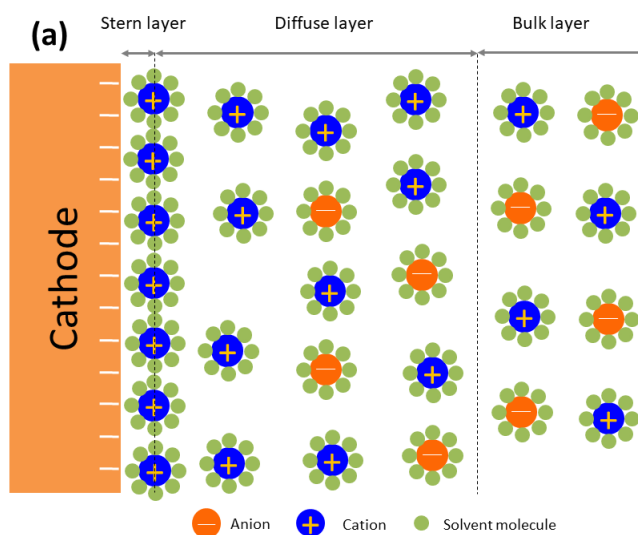 Stern layer
Diffuse layer
Bulk layer
(a)
Cathode
Anion
Cation
Solvent molecule